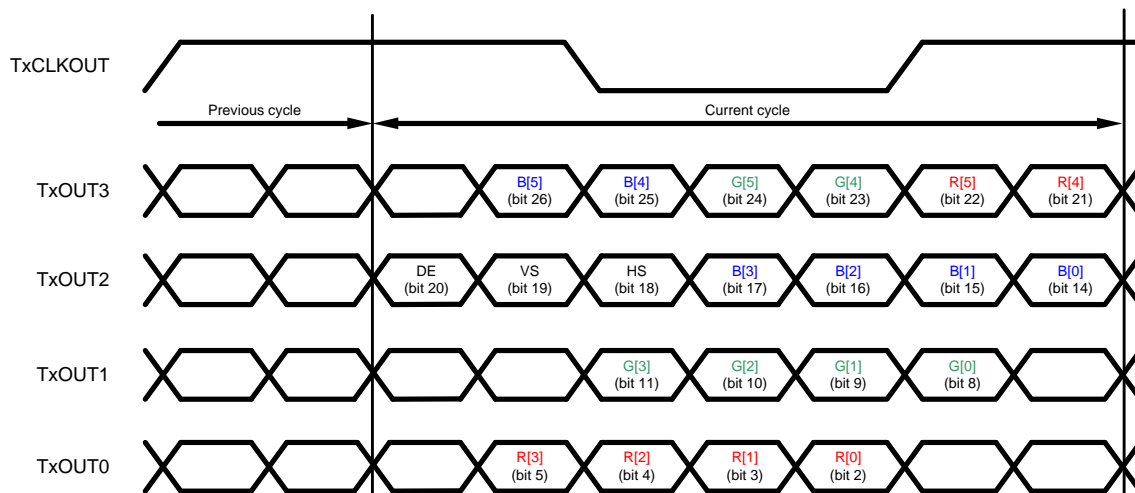 TxCLKOUT
Previous cycle Current cycle
TxOUT3
B[5] B[4] G[5] G[4] R[5] R[4]
(bit 26) (bit 25) (bit 24) (bit 23) (bit 22) (bit 21)
TxOUT2
DE VS HS B[3] B[2] B[1] B[0]
(bit 20) (bit 19) (bit 18) (bit 17) (bit 16) (bit 15) (bit 14)
TxOUT1
G[3] G[2] G[1] G[0]
(bit 11) (bit 10) (bit 9) (bit 8)
TxOUT0
R[3] R[2] R[1] R[0]
(bit 5) (bit 4) (bit 3) (bit 2)